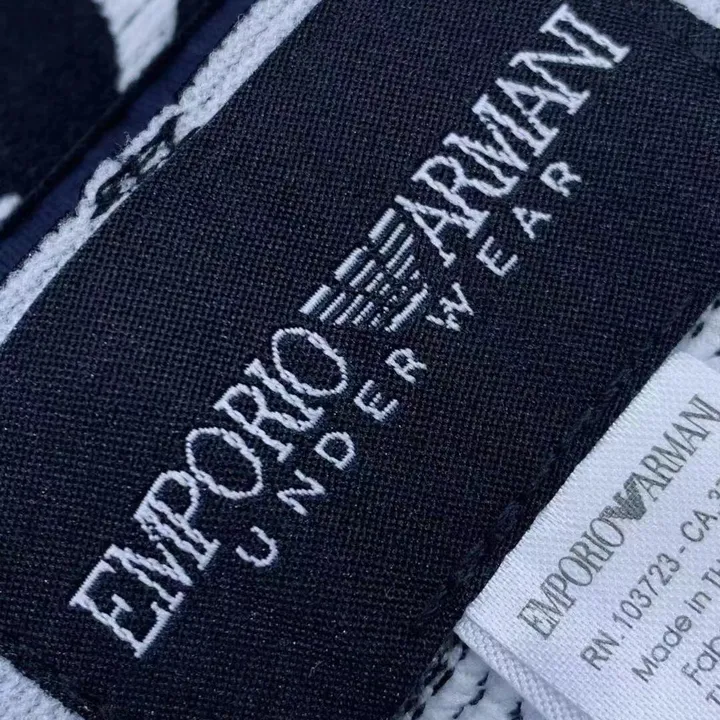 EMPORIO ARMANI
UNDERWEAR
EMPORIO ARMANI
RN. 103723 - CA
Made in